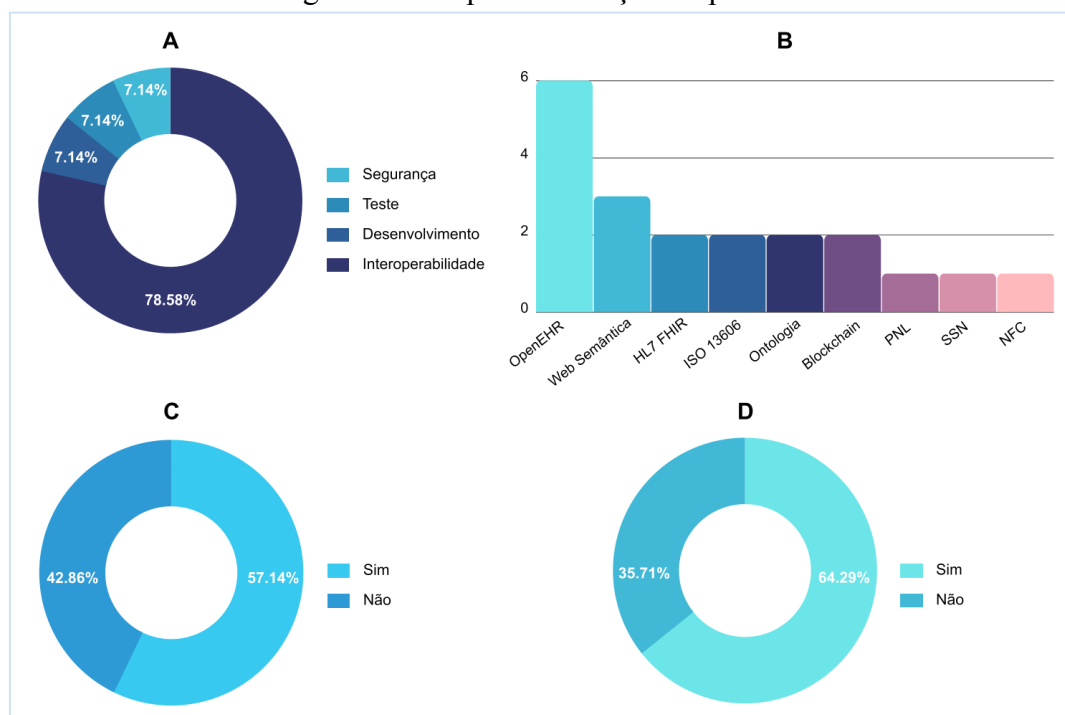 A
7.14%
7.14%
7.14%
78.58%
Segurança
Teste
Desenvolvimento
Interoperabilidade
B
6
4
2
0
OpenEHR
Web Semântica
HL7 FHIR
ISO 13606
Ontologia
Blockchain
PNL
SSN
NFC
C
42.86%
57.14%
Sim
Não
D
35.71%
64.29%
Sim
Não